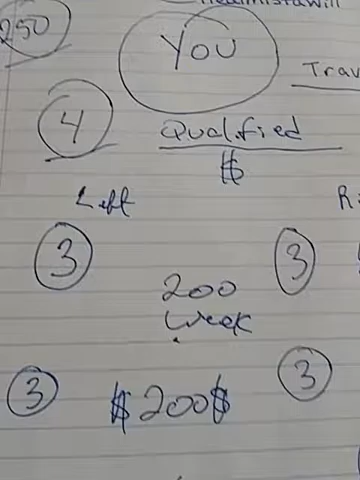 250
YOU
Trav
4
Qualified
$
Left
R
3
3
200
week
3
$200$
3